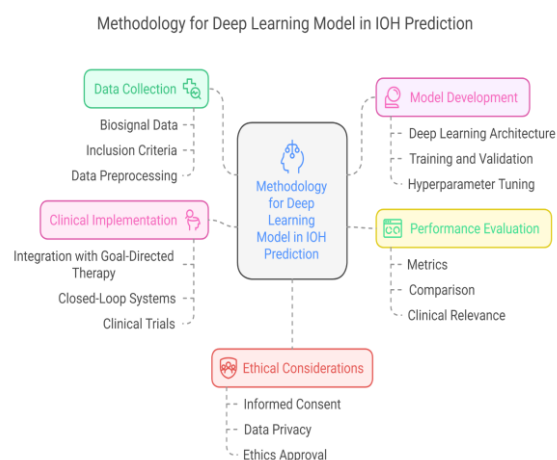 Methodology for Deep Learning Model in IOH Prediction
Data Collection
Biosignal Data
Inclusion Criteria
Data Preprocessing
Clinical Implementation
Integration with Goal-Directed
Therapy
Closed-Loop Systems
Clinical Trials
Methodology
for Deep
Learning
Model in IOH
Prediction
Model Development
Deep Learning Architecture
Training and Validation
Hyperparameter Tuning
Performance Evaluation
Metrics
Comparison
Clinical Relevance
Ethical Considerations
Informed Consent
Data Privacy
Ethics Approval